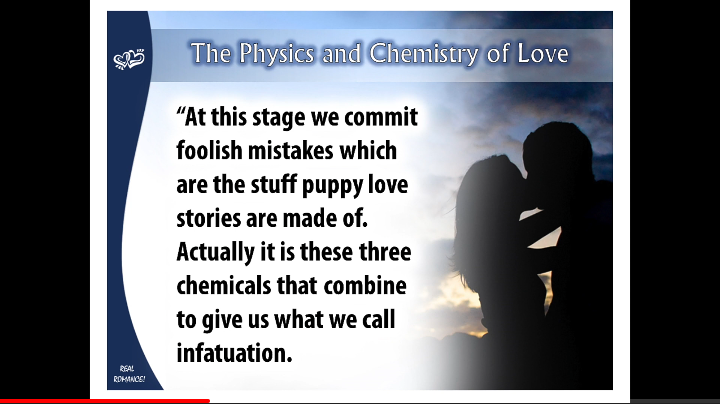 The Physics and Chemistry of Love
“At this stage we commit
foolish mistakes which
are the stuff puppy love
stories are made of.
Actually it is these three
chemicals that combine
to give us what we call
infatuation.
REAL
ROMANCE!